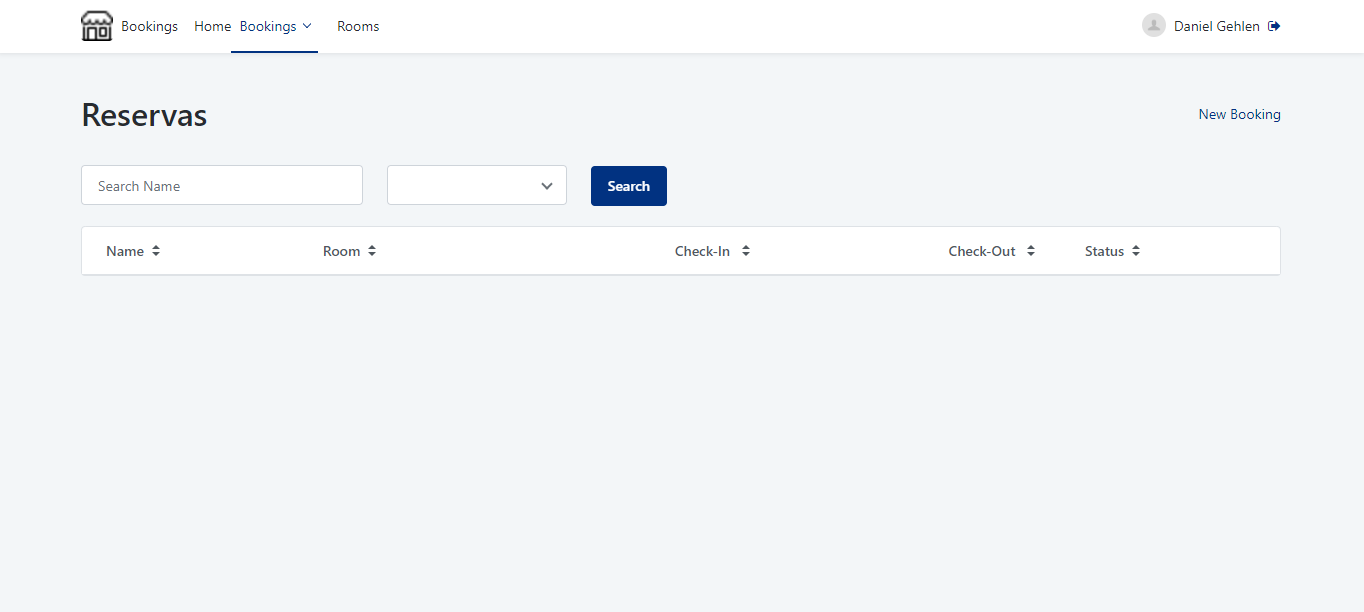 Bookings Home Bookings Rooms Daniel Gehlen
Reservas New Booking
Search Name Search
Name Room Check-In Check-Out Status